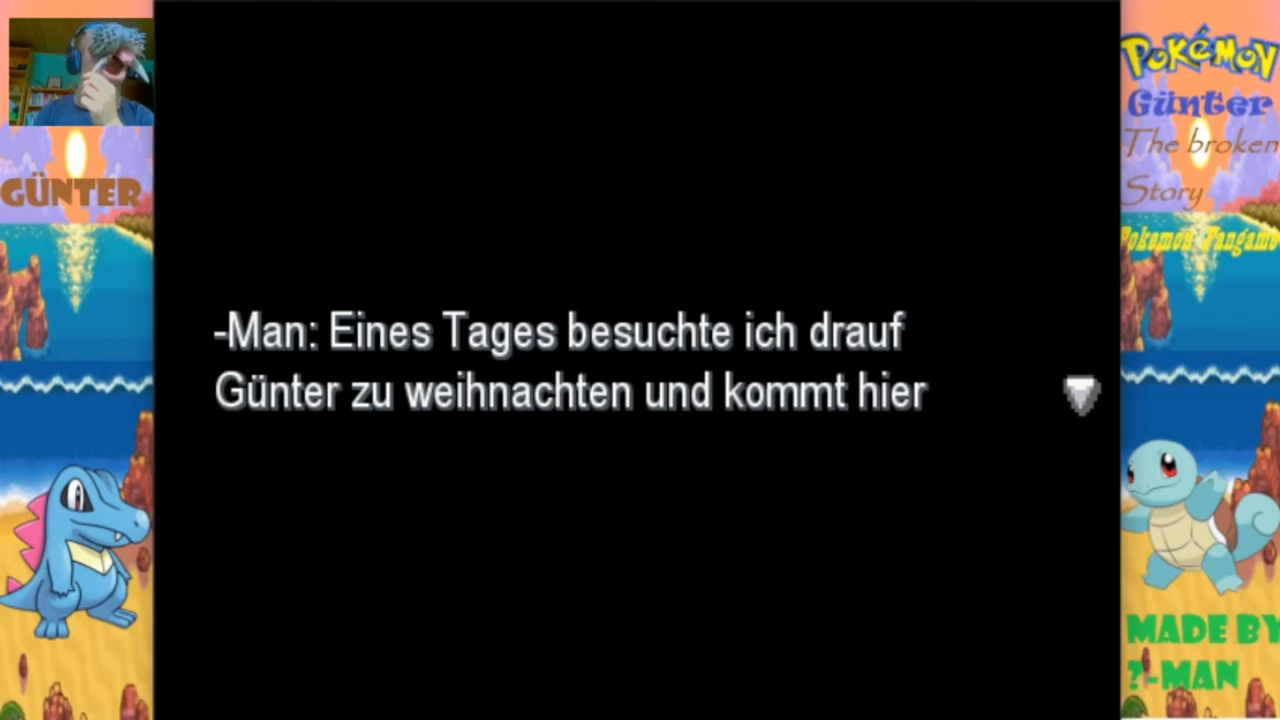 GÜNTER
-Man: Eines Tages besuchte ich drauf
Günter zu weihnachten und kommt hier
POKéMON
Günter
The broken
Story
Pokemon Fangame
MADE BY
?-MAN